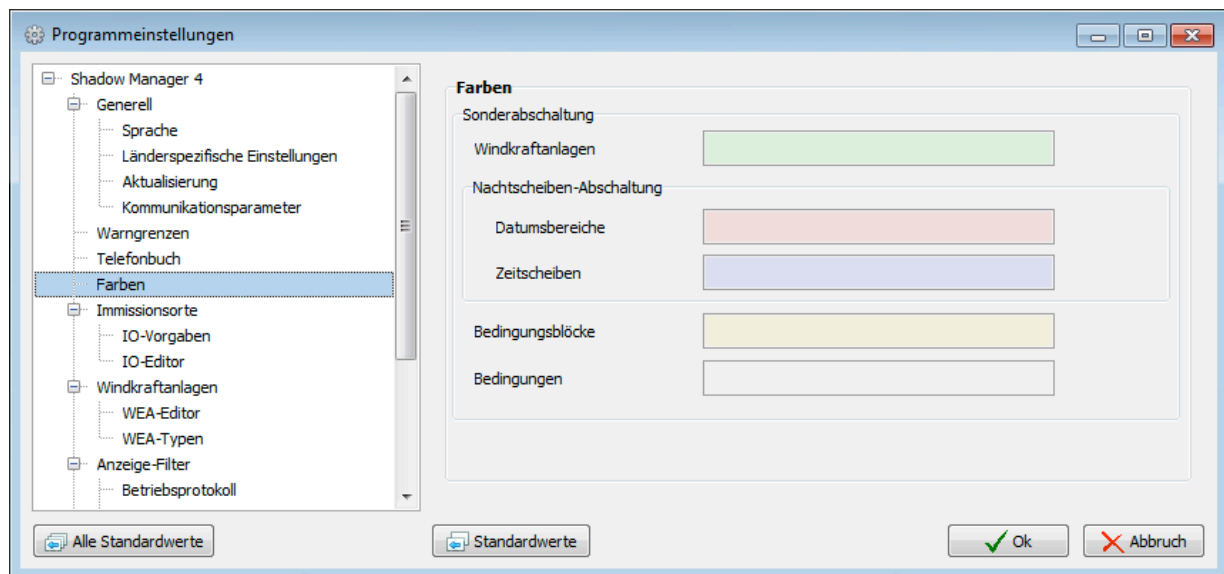 Programmeinstellungen
Shadow Manager 4
Generell
Sprache
Länderspezifische Einstellungen
Aktualisierung
Kommunikationsparameter
Warngrenzen
Telefonbuch
Farben
Immissionsorte
IO-Vorgaben
IO-Editor
Windkraftanlagen
WEA-Editor
WEA-Typen
Anzeige-Filter
Betriebsprotokoll
Farben
Sonderabschaltung
Windkraftanlagen
Nachtscheiben-Abschaltung
Datumsbereiche
Zeitscheiben
Bedingungsblöcke
Bedingungen
Alle Standardwerte
Standardwerte
Ok
Abbruch